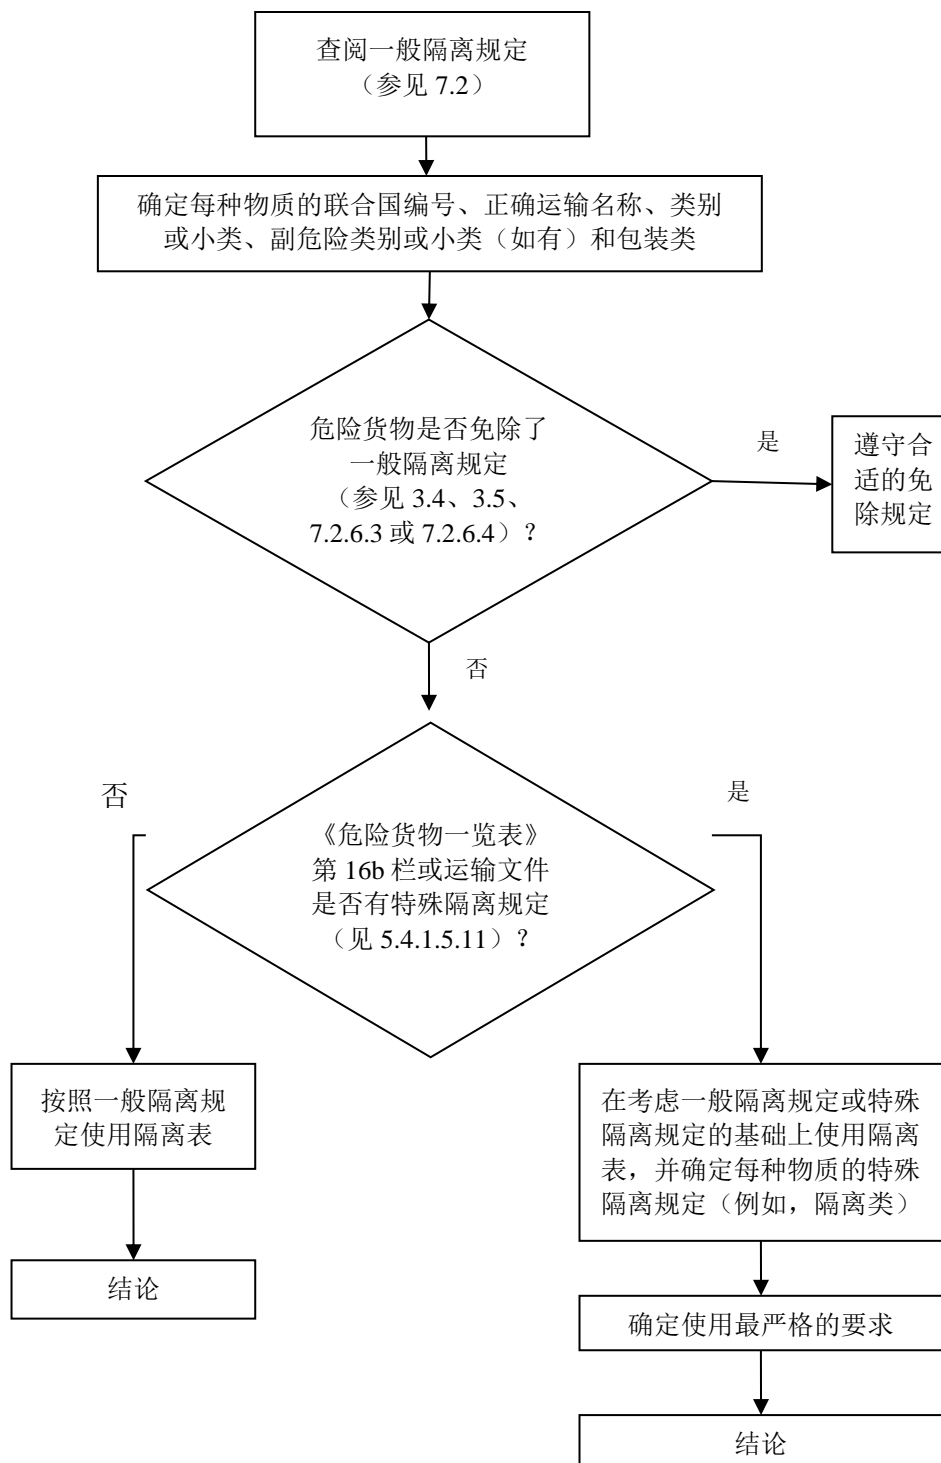 查阅一般隔离规定
（参见 7.2）
确定每种物质的联合国编号、正确运输名称、类别
或小类、副危险类别或小类（如有）和包装类
危险货物是否免除了
一般隔离规定
（参见 3.4、3.5、
7.2.6.3 或 7.2.6.4）？
是
遵守合
适的免
除规定
否
否
是
《危险货物一览表》
第 16b 栏或运输文件
是否有特殊隔离规定
（见 5.4.1.5.11）？
按照一般隔离规
定使用隔离表
在考虑一般隔离规定或特殊
隔离规定的基础上使用隔离
表，并确定每种物质的特殊
隔离规定（例如，隔离类）
结论
确定使用最严格的要求
结论